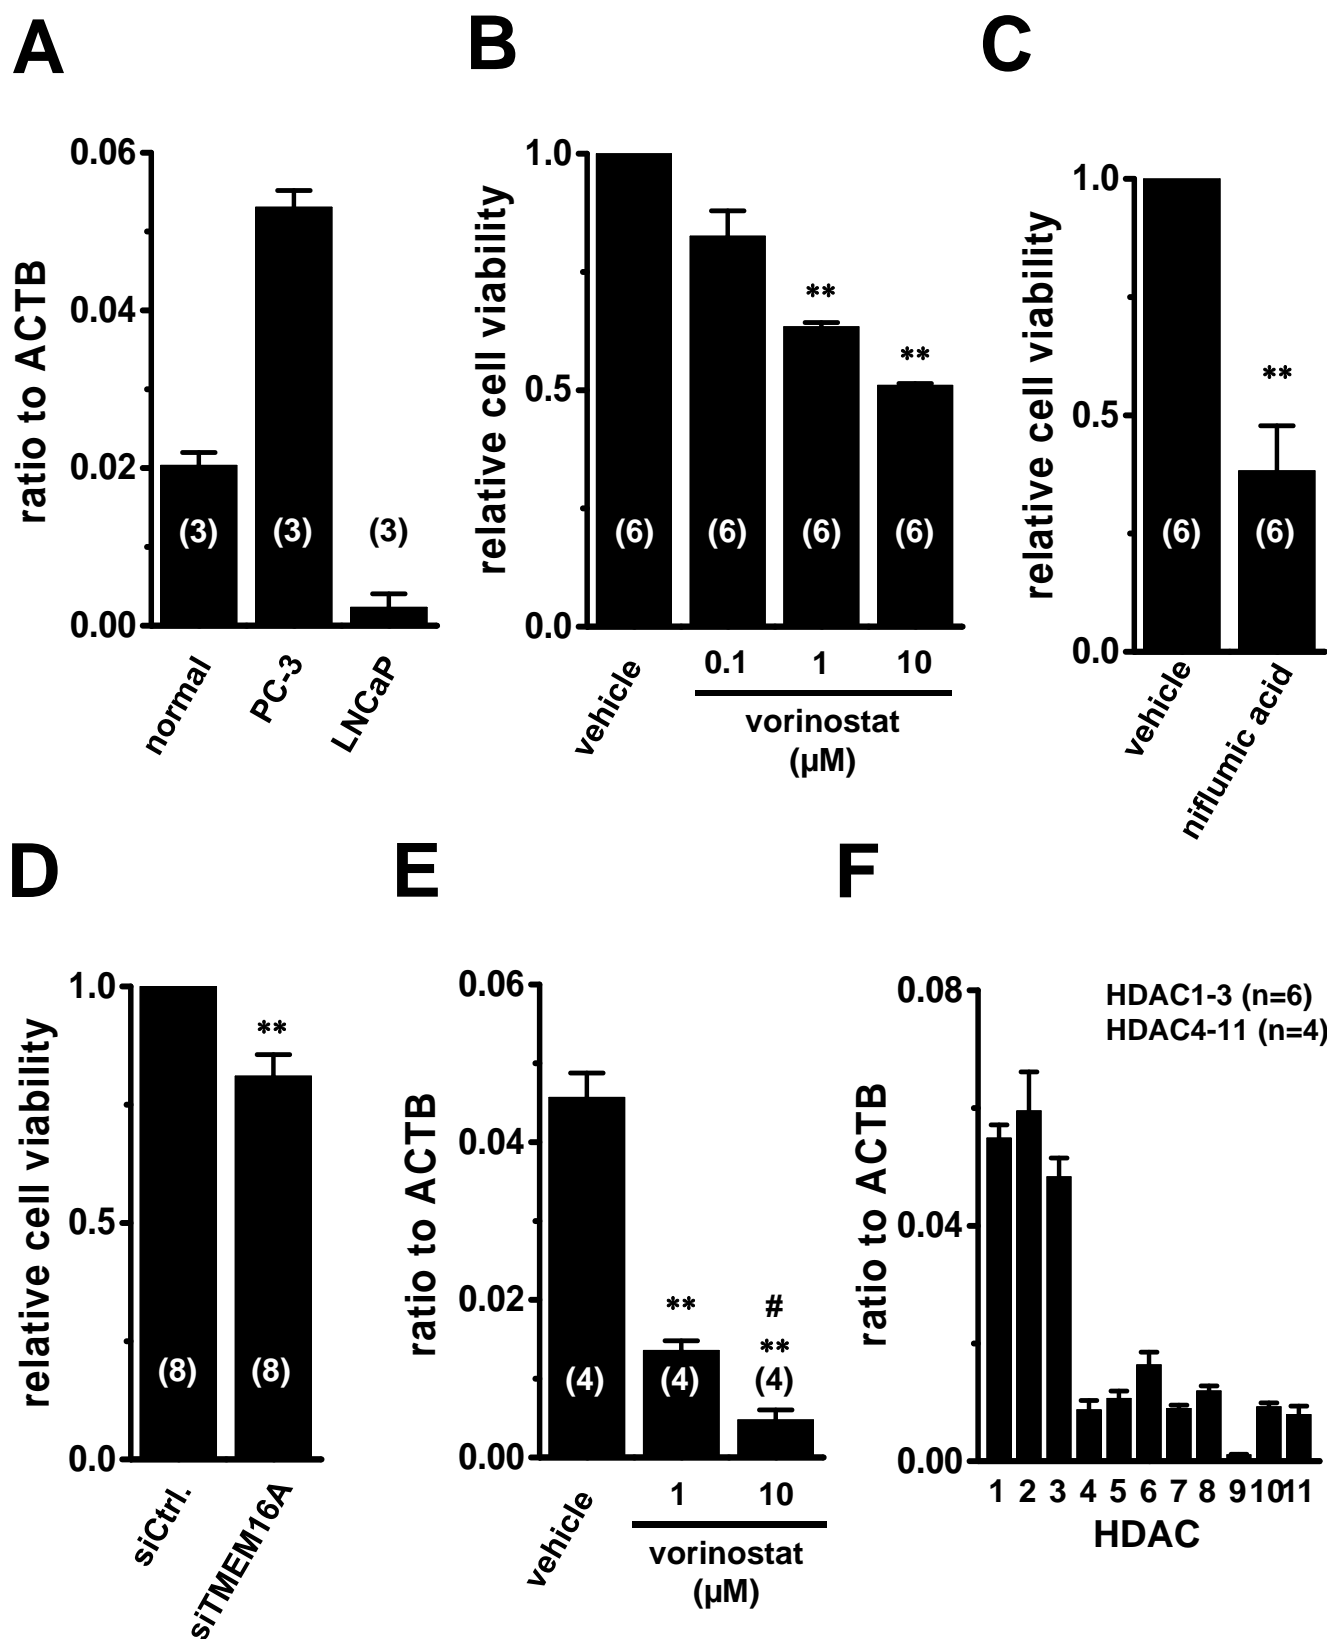 A
0.06
0.04
0.02
0.00
ratio to ACTB
(3)
(3)
(3)
normal
PC-3
LNCaP
B
1.0
0.5
0.0
relative cell viability
**
**
(6)
(6)
(6)
(6)
vehicle
0.1
1
10
vorinostat
(µM)
C
1.0
0.5
0.0
relative cell viability
**
(6)
(6)
vehicle
niflumic acid
D
1.0
0.5
0.0
relative cell viability
**
(8)
(8)
siCtrl.
siTMEM16A
E
0.06
0.04
0.02
0.00
ratio to ACTB
**
#
**
(4)
(4)
(4)
vehicle
1
10
vorinostat
(µM)
F
0.08
0.04
0.00
ratio to ACTB
HDAC1-3 (n=6)
HDAC4-11 (n=4)
1 2 3 4 5 6 7 8 9 10 11
HDAC